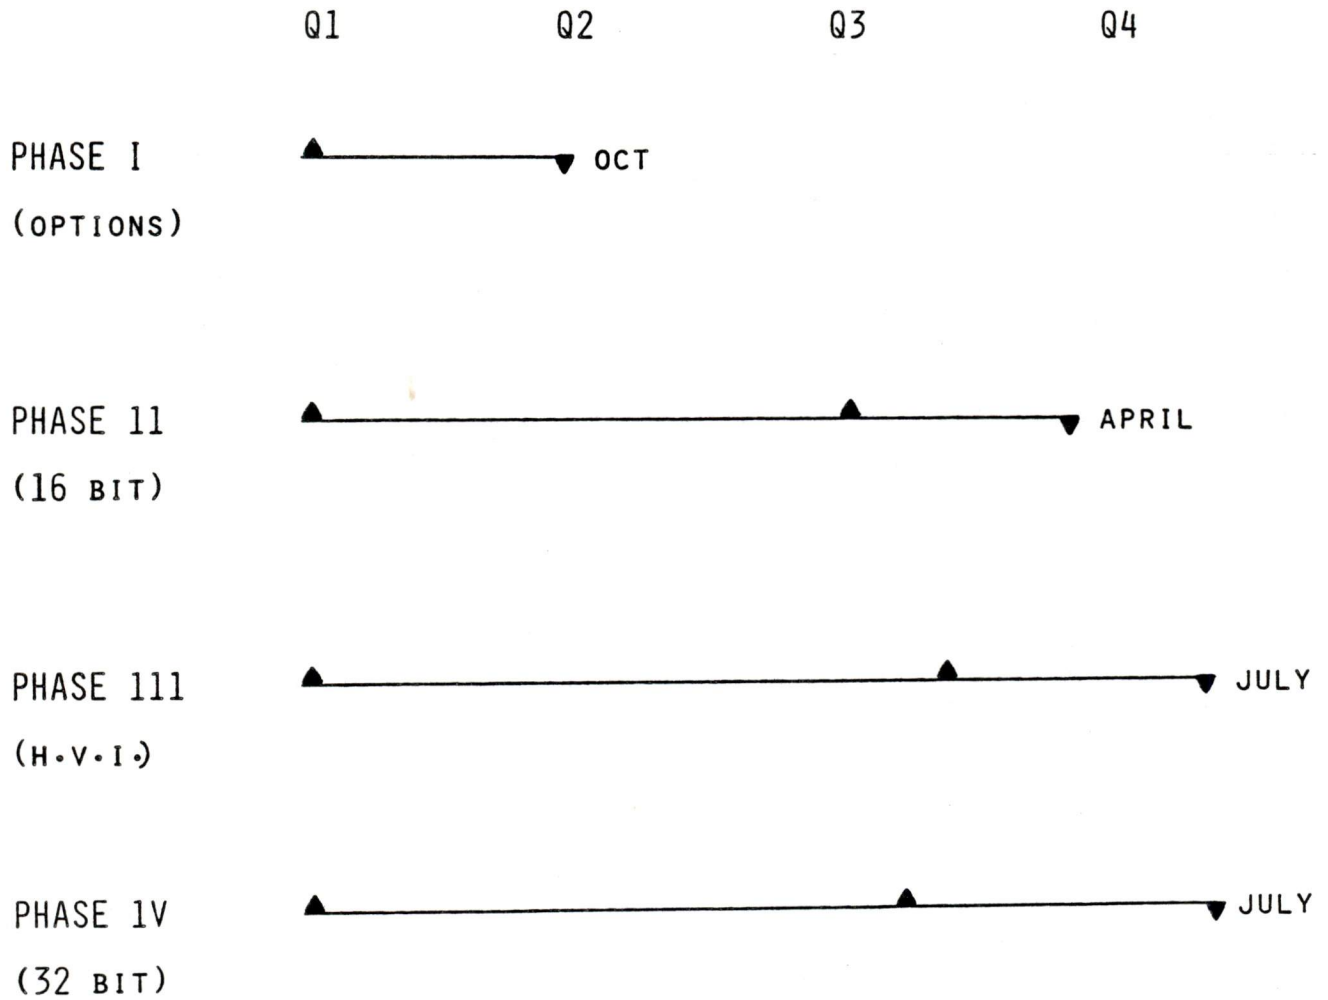 Q1 Q2 Q3 Q4
PHASE I OCT
(OPTIONS)
PHASE 11 APRIL
(16 BIT)
PHASE 111 JULY
(H.V.I.)
PHASE 1V JULY
(32 BIT)